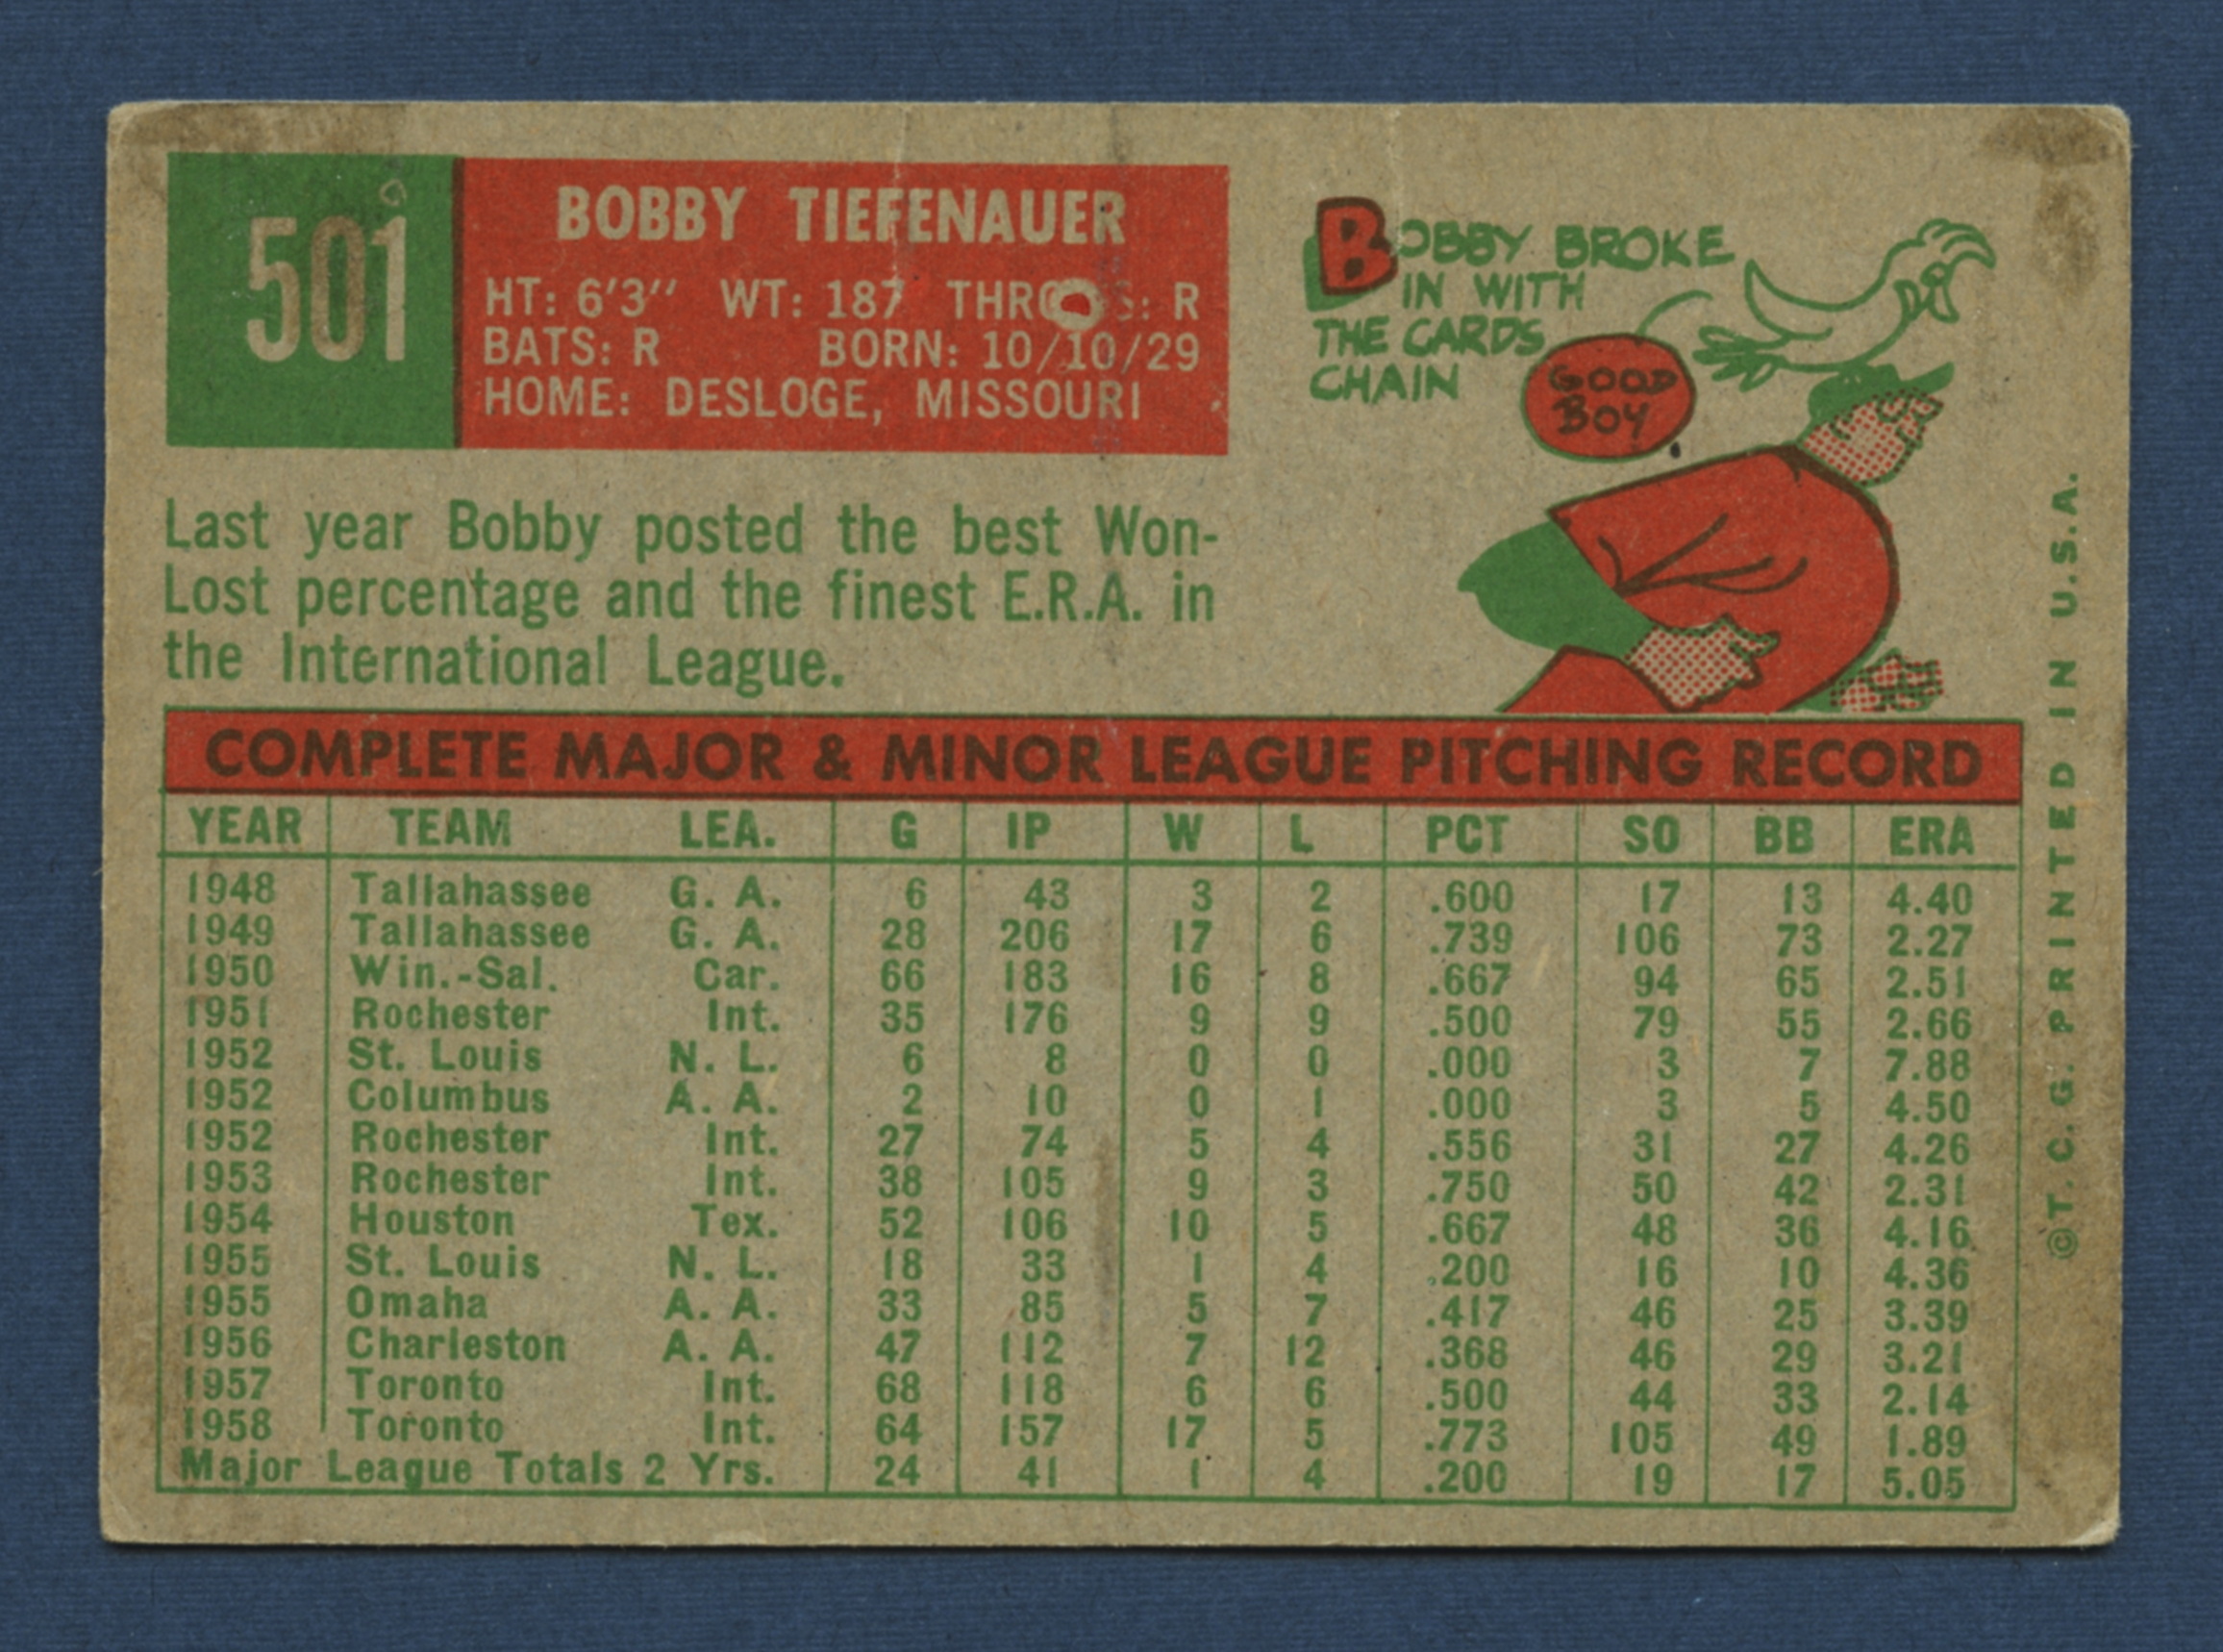 501
BOBBY TIEFENAUER
HT: 6'3" WT: 187 THROWS: R
BATS: R BORN: 10/10/29
HOME: DESLOGE, MISSOURI
BOBBY BROKE
IN WITH
THE CARDS
CHAIN
GOOD
BOY
Last year Bobby posted the best Won-
Lost percentage and the finest E.R.A. in
the International League.
COMPLETE MAJOR & MINOR LEAGUE PITCHING RECORD
YEAR TEAM LEA. G IP W L PCT SO BB ERA
1948 Tallahassee G. A. 6 43 3 2 .600 17 13 4.40
1949 Tallahassee G. A. 28 206 17 6 .739 106 73 2.27
1950 Win.-Sal. Car. 66 183 16 8 .667 94 65 2.51
1951 Rochester Int. 35 176 9 9 .500 79 55 2.66
1952 St. Louis N. L. 6 8 0 0 .000 3 7 7.88
1952 Columbus A. A. 2 10 0 1 .000 3 5 4.50
1952 Rochester Int. 27 74 5 4 .556 31 27 4.26
1953 Rochester Int. 38 105 9 3 .750 50 42 2.31
1954 Houston Tex. 52 106 10 5 .667 48 36 4.16
1955 St. Louis N. L. 18 33 1 4 .200 16 10 4.36
1955 Omaha A. A. 33 85 5 7 .417 46 25 3.39
1956 Charleston A. A. 47 112 7 12 .368 46 29 3.21
1957 Toronto Int. 68 118 6 6 .500 44 33 2.14
1958 Toronto Int. 64 157 17 5 .773 105 49 1.89
Major League Totals 2 Yrs. 24 41 1 4 .200 19 17 5.05
©T. C. G. PRINTED IN U.S.A.